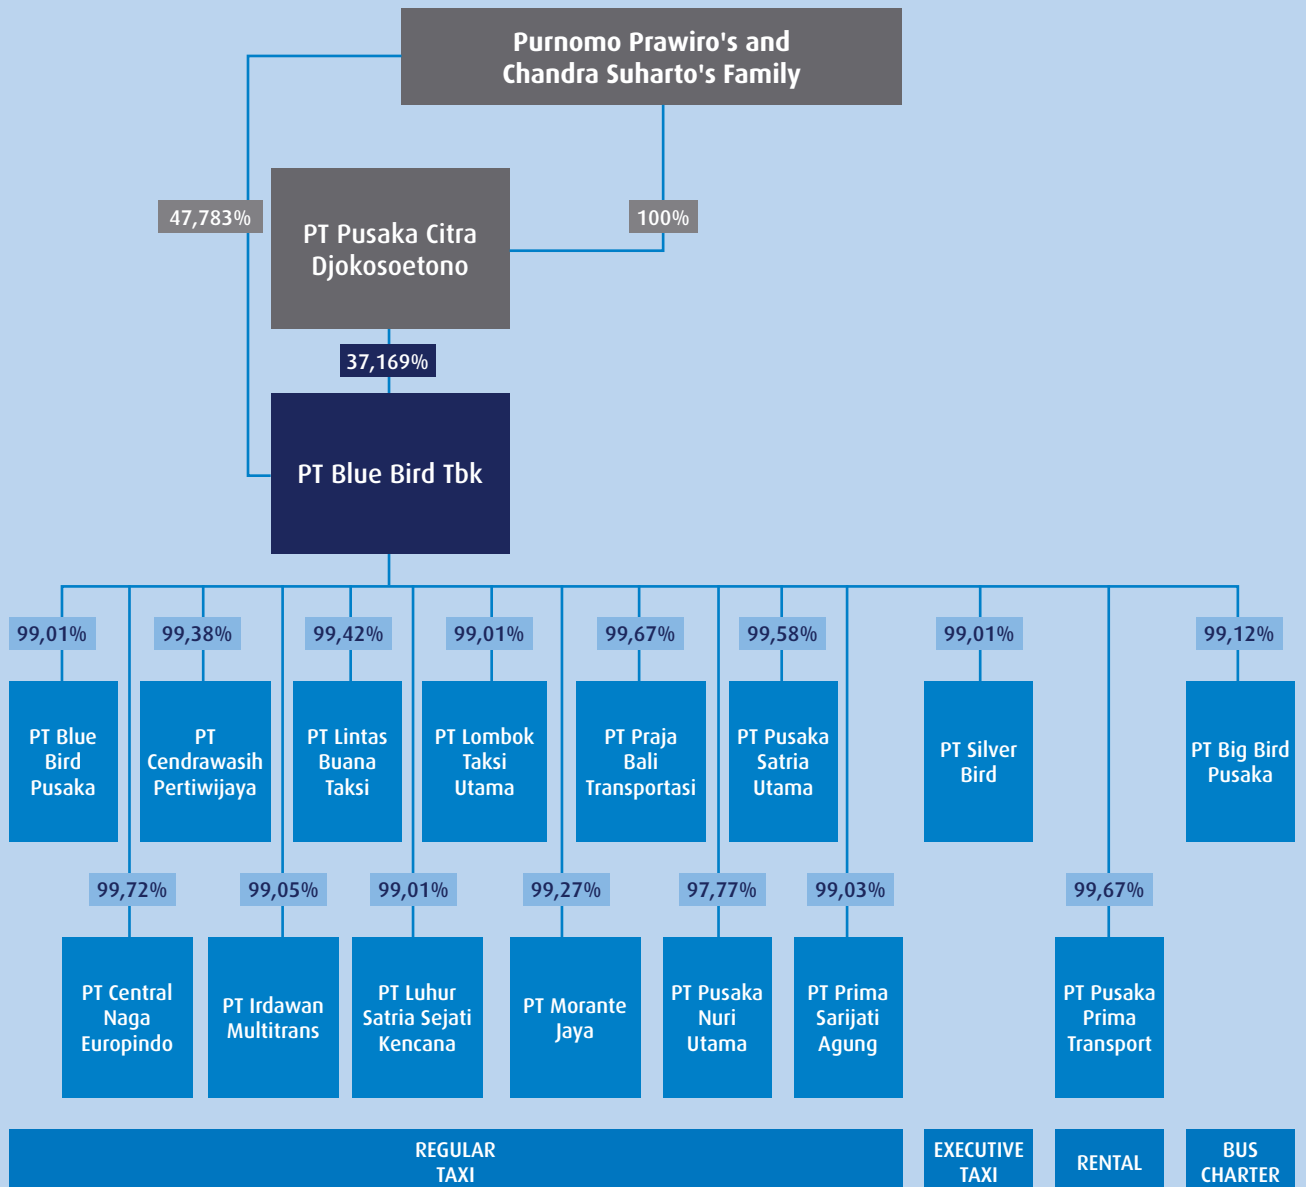 Purnomo Prawiro's and
Chandra Suharto's Family
47,783%
100%
PT Pusaka Citra
Djokosoetono
37,169%
PT Blue Bird Tbk
99,01%
99,38%
99,42%
99,01%
99,67%
99,58%
99,01%
99,12%
PT Blue
Bird
Pusaka
PT
Cendrawasih
Pertiwijaya
PT Lintas
Buana
Taksi
PT Lombok
Taksi
Utama
PT Praja
Bali
Transportasi
PT Pusaka
Satria
Utama
PT Silver
Bird
PT Big Bird
Pusaka
99,72%
99,05%
99,01%
99,27%
97,77%
99,03%
99,67%
PT Central
Naga
Europindo
PT Irdawan
Multitrans
PT Luhur
Satria Sejati
Kencana
PT Morante
Jaya
PT Pusaka
Nuri
Utama
PT Prima
Sarijati
Agung
PT Pusaka
Prima
Transport
REGULAR
TAXI
EXECUTIVE
TAXI
RENTAL
BUS
CHARTER